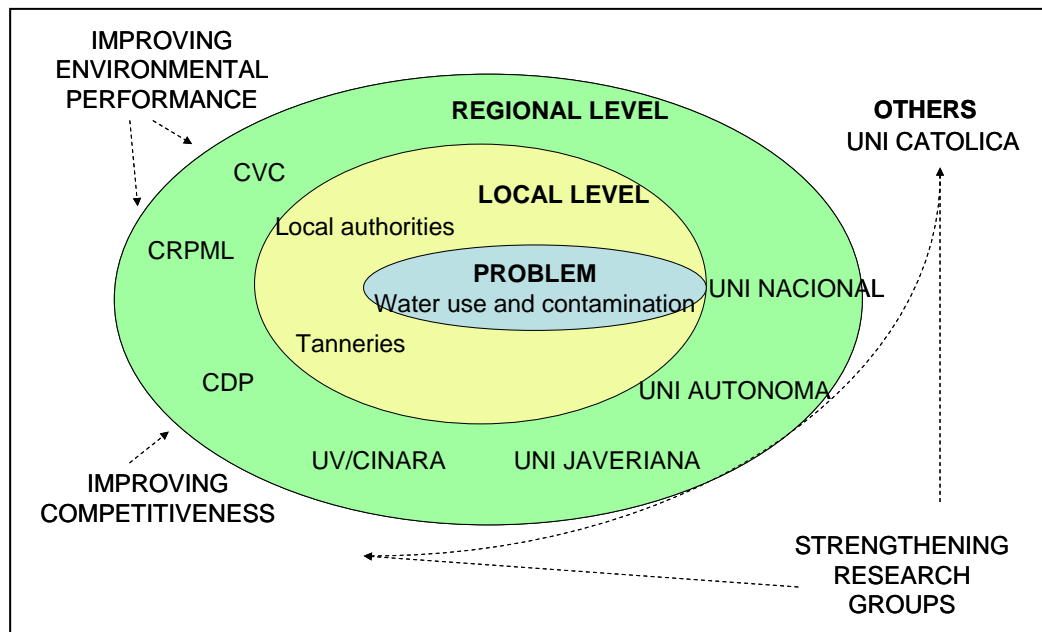 IMPROVING
ENVIRONMENTAL
PERFORMANCE
REGIONAL LEVEL
OTHERS
UNI CATOLICA
CVC
LOCAL LEVEL
Local authorities
CRPML
PROBLEM
Water use and contamination
UNI NACIONAL
Tanneries
CDP
UNI AUTONOMA
UV/CINARA
UNI JAVERIANA
IMPROVING
COMPETITIVENESS
STRENGTHENING
RESEARCH
GROUPS